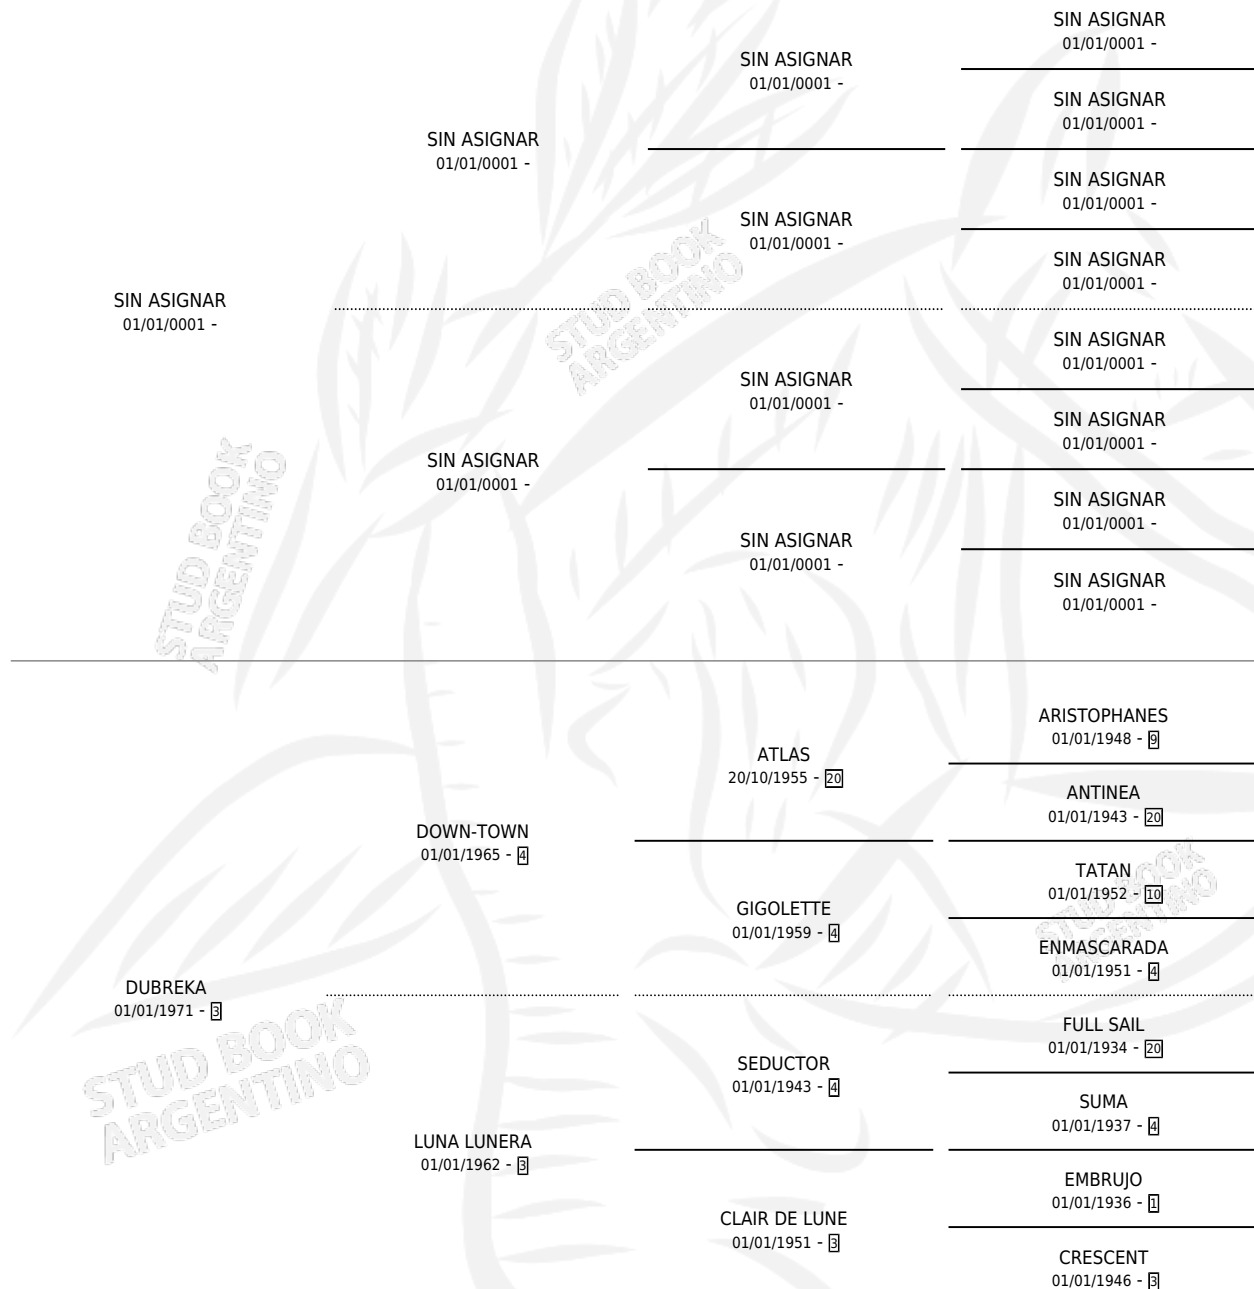 SIN ASIGNAR
01/01/0001 -
SIN ASIGNAR
01/01/0001 -
SIN ASIGNAR
01/01/0001 -
SIN ASIGNAR
01/01/0001 -
SIN ASIGNAR
01/01/0001 -
SIN ASIGNAR
01/01/0001 -
SIN ASIGNAR
01/01/0001 -
SIN ASIGNAR
01/01/0001 -
SIN ASIGNAR
01/01/0001 -
SIN ASIGNAR
01/01/0001 -
SIN ASIGNAR
01/01/0001 -
SIN ASIGNAR
01/01/0001 -
SIN ASIGNAR
01/01/0001 -
SIN ASIGNAR
01/01/0001 -
SIN ASIGNAR
01/01/0001 -
STUD BOOK
ARGENTINO
STUD BOOK
ARGENTINO
ARISTOPHANES
01/01/1948 - 9
ATLAS
20/10/1955 - 20
ANTINEA
01/01/1943 - 20
DOWN-TOWN
01/01/1965 - 4
TATAN
01/01/1952 - 10
GIGOLETTE
01/01/1959 - 4
ENMASCARADA
01/01/1951 - 4
DUBREKA
01/01/1971 - 3
FULL SAIL
01/01/1934 - 20
SEDUCTOR
01/01/1943 - 4
SUMA
01/01/1937 - 4
LUNA LUNERA
01/01/1962 - 3
EMBRUJO
01/01/1936 - 1
CLAIR DE LUNE
01/01/1951 - 3
CRESCENT
01/01/1946 - 3
STUD BOOK
ARGENTINO
STUD BOOK
ARGENTINO